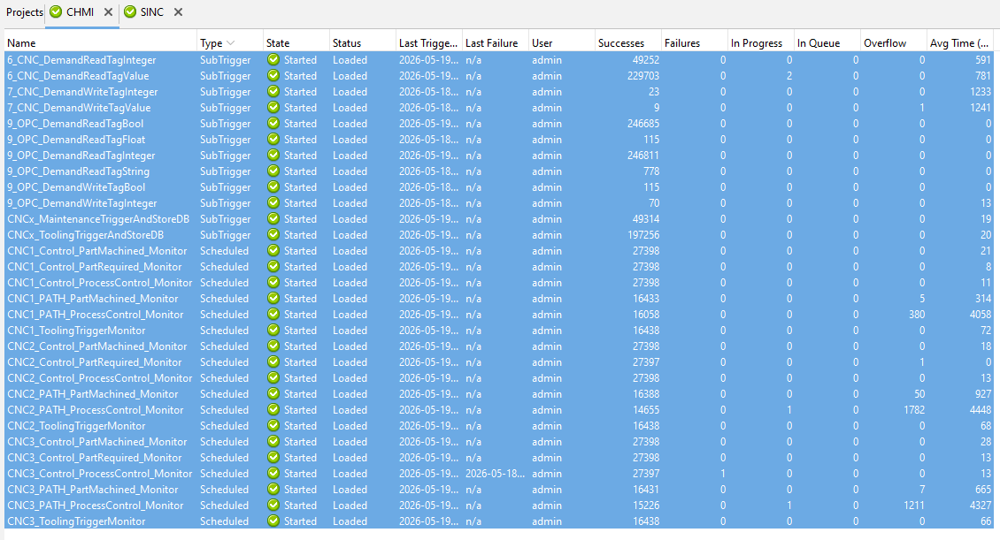 Projects CHMI SINC
Name Type State Status Last Trigge... Last Failure User Successes Failures In Progress In Queue Overflow Avg Time (...
6_CNC_DemandReadTagInteger SubTrigger Started Loaded 2026-05-19... n/a admin 49252 0 0 0 0 591
6_CNC_DemandReadTagValue SubTrigger Started Loaded 2026-05-19... n/a admin 229703 0 2 0 0 781
7_CNC_DemandWriteTagInteger SubTrigger Started Loaded 2026-05-18... n/a admin 23 0 0 0 0 1233
7_CNC_DemandWriteTagValue SubTrigger Started Loaded 2026-05-18... n/a admin 9 0 0 0 1 1241
9_OPC_DemandReadTagBool SubTrigger Started Loaded 2026-05-19... n/a admin 246685 0 0 0 0 0
9_OPC_DemandReadTagFloat SubTrigger Started Loaded 2026-05-18... n/a admin 115 0 0 0 0 0
9_OPC_DemandReadTagInteger SubTrigger Started Loaded 2026-05-19... n/a admin 246811 0 0 0 0 0
9_OPC_DemandReadTagString SubTrigger Started Loaded 2026-05-18... n/a admin 778 0 0 0 0 0
9_OPC_DemandWriteTagBool SubTrigger Started Loaded 2026-05-18... n/a admin 115 0 0 0 0 0
9_OPC_DemandWriteTagInteger SubTrigger Started Loaded 2026-05-18... n/a admin 70 0 0 0 0 13
CNCx_MaintenanceTriggerAndStoreDB SubTrigger Started Loaded 2026-05-19... n/a admin 49314 0 0 0 0 19
CNCx_ToolingTriggerAndStoreDB SubTrigger Started Loaded 2026-05-19... n/a admin 197256 0 0 0 0 20
CNC1_Control_PartMachined_Monitor Scheduled Started Loaded 2026-05-19... n/a admin 27398 0 0 0 0 21
CNC1_Control_PartRequired_Monitor Scheduled Started Loaded 2026-05-19... n/a admin 27398 0 0 0 0 8
CNC1_Control_ProcessControl_Monitor Scheduled Started Loaded 2026-05-19... n/a admin 27398 0 0 0 0 11
CNC1_PATH_PartMachined_Monitor Scheduled Started Loaded 2026-05-19... n/a admin 16433 0 0 0 5 314
CNC1_PATH_ProcessControl_Monitor Scheduled Started Loaded 2026-05-19... n/a admin 16058 0 0 0 380 4058
CNC1_ToolingTriggerMonitor Scheduled Started Loaded 2026-05-19... n/a admin 16438 0 0 0 0 72
CNC2_Control_PartMachined_Monitor Scheduled Started Loaded 2026-05-19... n/a admin 27398 0 0 0 0 18
CNC2_Control_PartRequired_Monitor Scheduled Started Loaded 2026-05-19... n/a admin 27397 0 0 0 1 0
CNC2_Control_ProcessControl_Monitor Scheduled Started Loaded 2026-05-19... n/a admin 27398 0 0 0 0 13
CNC2_PATH_PartMachined_Monitor Scheduled Started Loaded 2026-05-19... n/a admin 16388 0 0 0 50 927
CNC2_PATH_ProcessControl_Monitor Scheduled Started Loaded 2026-05-19... n/a admin 14655 0 1 0 1782 4448
CNC2_ToolingTriggerMonitor Scheduled Started Loaded 2026-05-19... n/a admin 16438 0 0 0 0 68
CNC3_Control_PartMachined_Monitor Scheduled Started Loaded 2026-05-19... n/a admin 27398 0 0 0 0 28
CNC3_Control_PartRequired_Monitor Scheduled Started Loaded 2026-05-19... n/a admin 27398 0 0 0 0 13
CNC3_Control_ProcessControl_Monitor Scheduled Started Loaded 2026-05-19... 2026-05-18... admin 27397 1 0 0 0 13
CNC3_PATH_PartMachined_Monitor Scheduled Started Loaded 2026-05-19... n/a admin 16431 0 0 0 7 665
CNC3_PATH_ProcessControl_Monitor Scheduled Started Loaded 2026-05-19... n/a admin 15226 0 1 0 1211 4327
CNC3_ToolingTriggerMonitor Scheduled Started Loaded 2026-05-19... n/a admin 16438 0 0 0 0 66